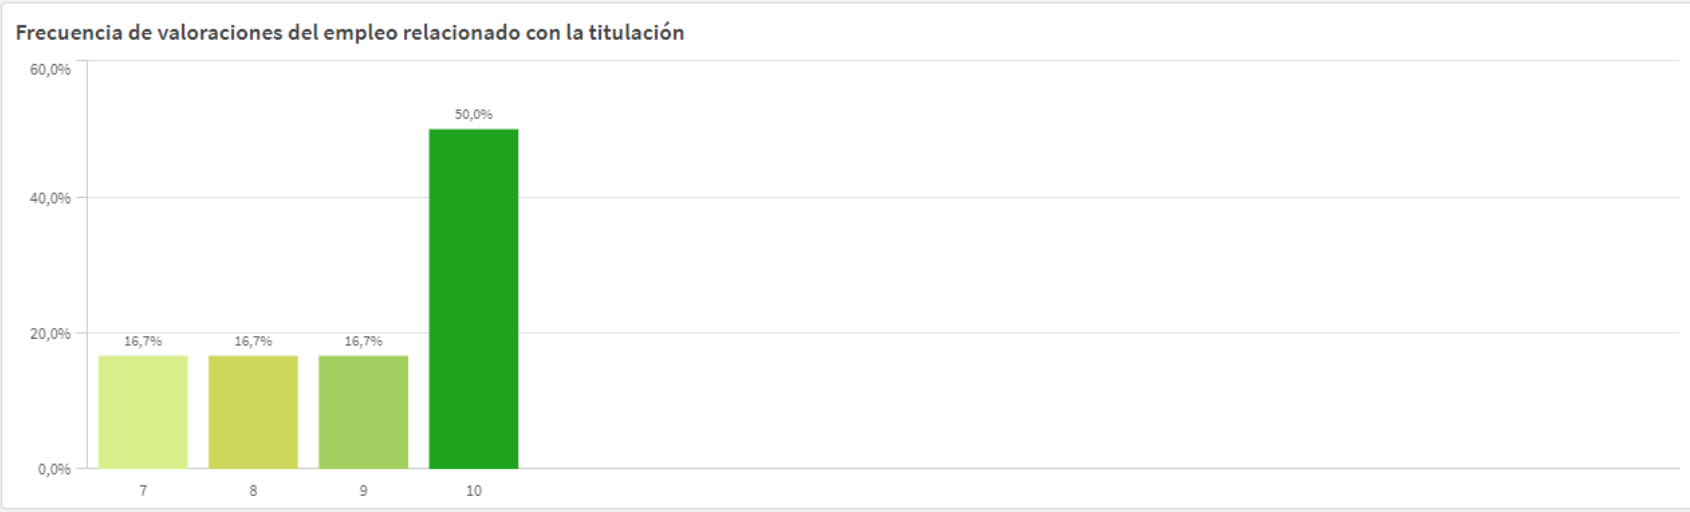 Frecuencia de valoraciones del empleo relacionado con la titulación
60,0%
50,0%
40,0%
20,0%
16,7% 16,7% 16,7%
0,0%
7 8 9 10